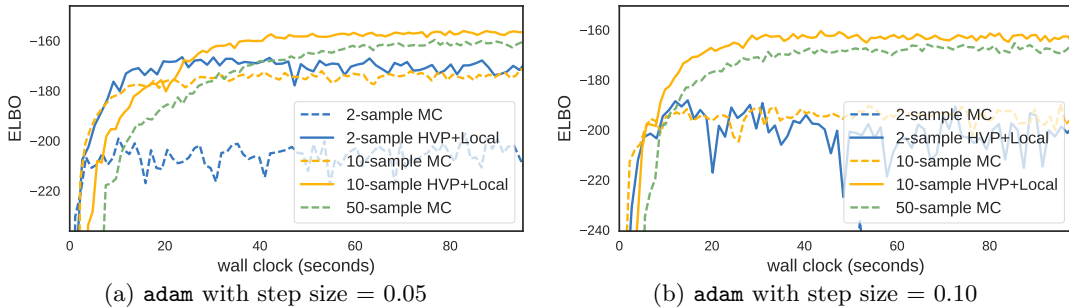 −160
−180
−200
−220
ELBO
2-sample MC
2-sample HVP+Local
10-sample MC
10-sample HVP+Local
50-sample MC
0 20 40 60 80
wall clock (seconds)
(a) adam with step size = 0.05
−160
−180
−200
−220
−240
ELBO
2-sample MC
2-sample HVP+Local
10-sample MC
10-sample HVP+Local
50-sample MC
0 20 40 60 80
wall clock (seconds)
(b) adam with step size = 0.10